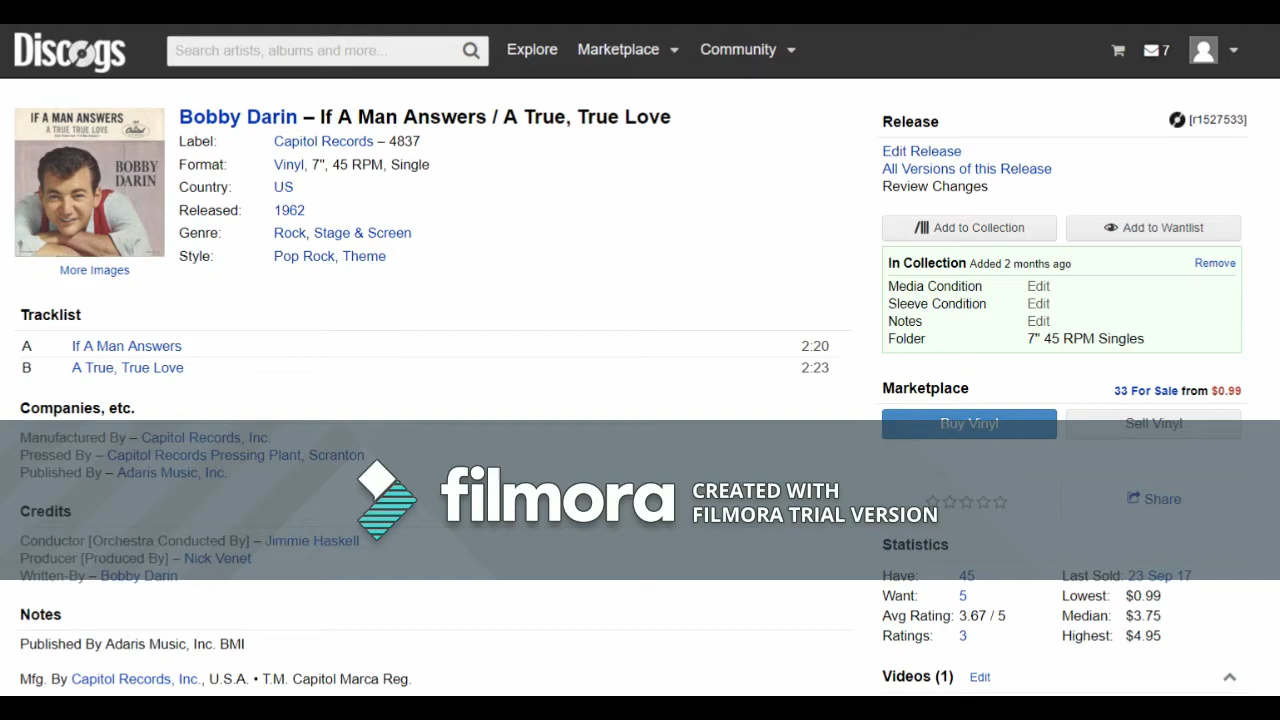 Discogs
Search artists, albums and more...
Explore
Marketplace
Community
7
IF A MAN ANSWERS
A TRUE TRUE LOVE
Capitol
BOBBY
DARIN
More Images
Bobby Darin – If A Man Answers / A True, True Love
Label: Capitol Records – 4837
Format: Vinyl, 7", 45 RPM, Single
Country: US
Released: 1962
Genre: Rock, Stage & Screen
Style: Pop Rock, Theme
Tracklist
A If A Man Answers 2:20
B A True, True Love 2:23
Companies, etc.
Manufactured By – Capitol Records, Inc.
Pressed By – Capitol Records Pressing Plant, Scranton
Published By – Adaris Music, Inc.
Credits
Conductor [Orchestra Conducted By] – Jimmie Haskell
Producer [Produced By] – Nick Venet
Written-By – Bobby Darin
Notes
Published By Adaris Music, Inc. BMI
Mfg. By Capitol Records, Inc., U.S.A. • T.M. Capitol Marca Reg.
Release [r1527533]
Edit Release
All Versions of this Release
Review Changes
Add to Collection
Add to Wantlist
In Collection Added 2 months ago Remove
Media Condition Edit
Sleeve Condition Edit
Notes Edit
Folder 7" 45 RPM Singles
Marketplace 33 For Sale from $0.99
Buy Vinyl
Sell Vinyl
Share
Statistics
Have: 45 Last Sold: 23 Sep 17
Want: 5 Lowest: $0.99
Avg Rating: 3.67 / 5 Median: $3.75
Ratings: 3 Highest: $4.95
Videos (1) Edit
filmora
CREATED WITH
FILMORA TRIAL VERSION